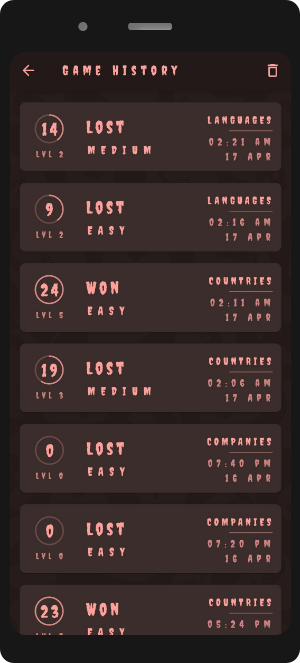 GAME HISTORY
14
LVL 2
LOST
MEDIUM
LANGUAGES
02:21 AM
17 APR
9
LVL 2
LOST
EASY
LANGUAGES
02:16 AM
17 APR
24
LVL 5
WON
EASY
COUNTRIES
02:11 AM
17 APR
19
LVL 3
LOST
MEDIUM
COUNTRIES
02:06 AM
17 APR
0
LVL 0
LOST
EASY
COMPANIES
07:40 PM
16 APR
0
LVL 0
LOST
EASY
COMPANIES
07:20 PM
16 APR
23
WON
EASY
COUNTRIES
05:24 PM